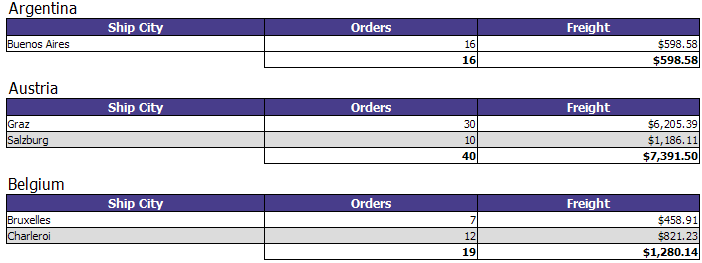 Argentina
Ship City Orders Freight
Buenos Aires 16 $598.58
16 $598.58
Austria
Ship City Orders Freight
Graz 30 $6,205.39
Salzburg 10 $1,186.11
40 $7,391.50
Belgium
Ship City Orders Freight
Bruxelles 7 $458.91
Charleroi 12 $821.23
19 $1,280.14